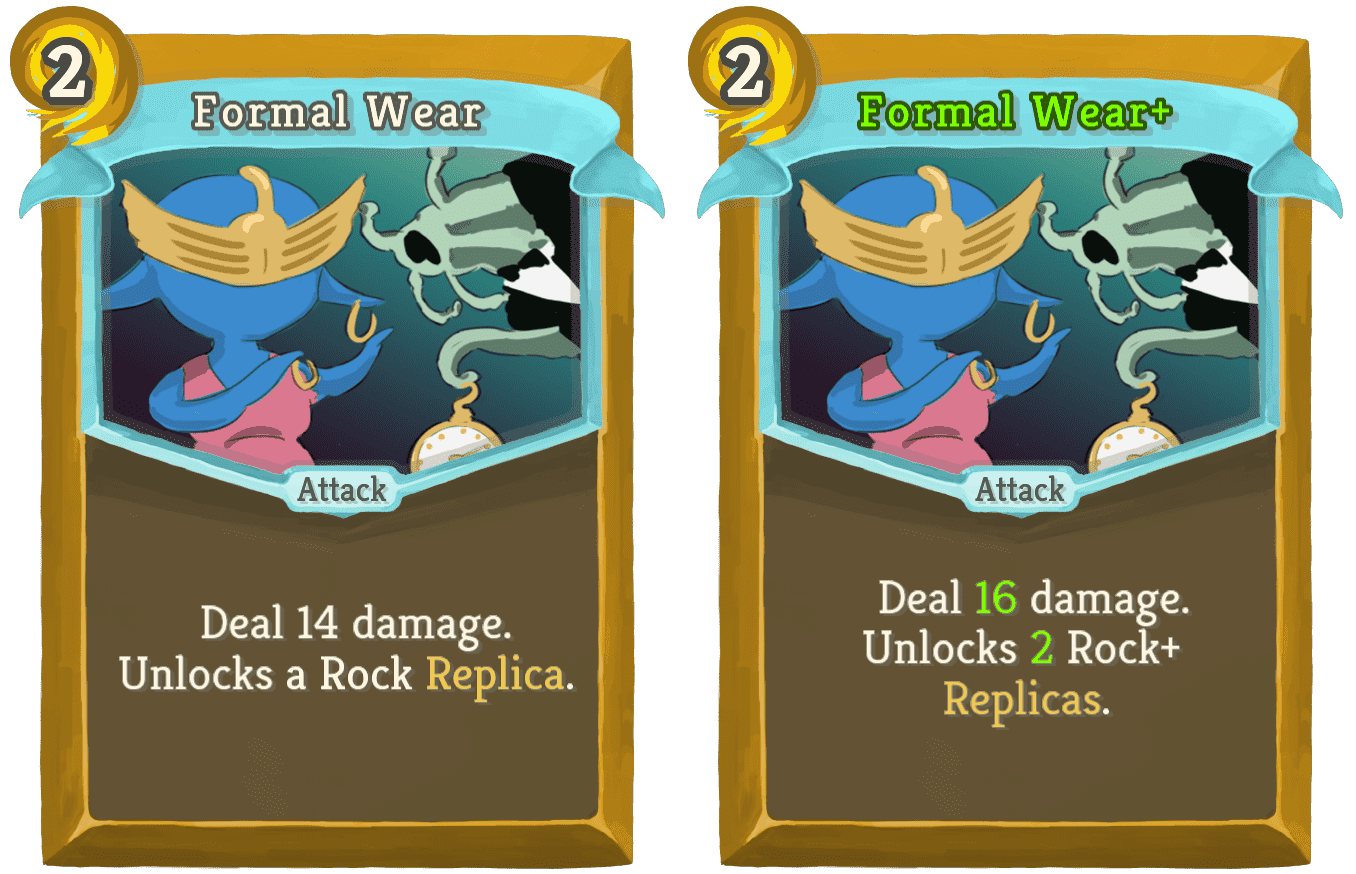 2
Formal Wear
Attack
Deal 14 damage.
Unlocks a Rock Replica.
2
Formal Wear+
Attack
Deal 16 damage.
Unlocks 2 Rock+
Replicas.